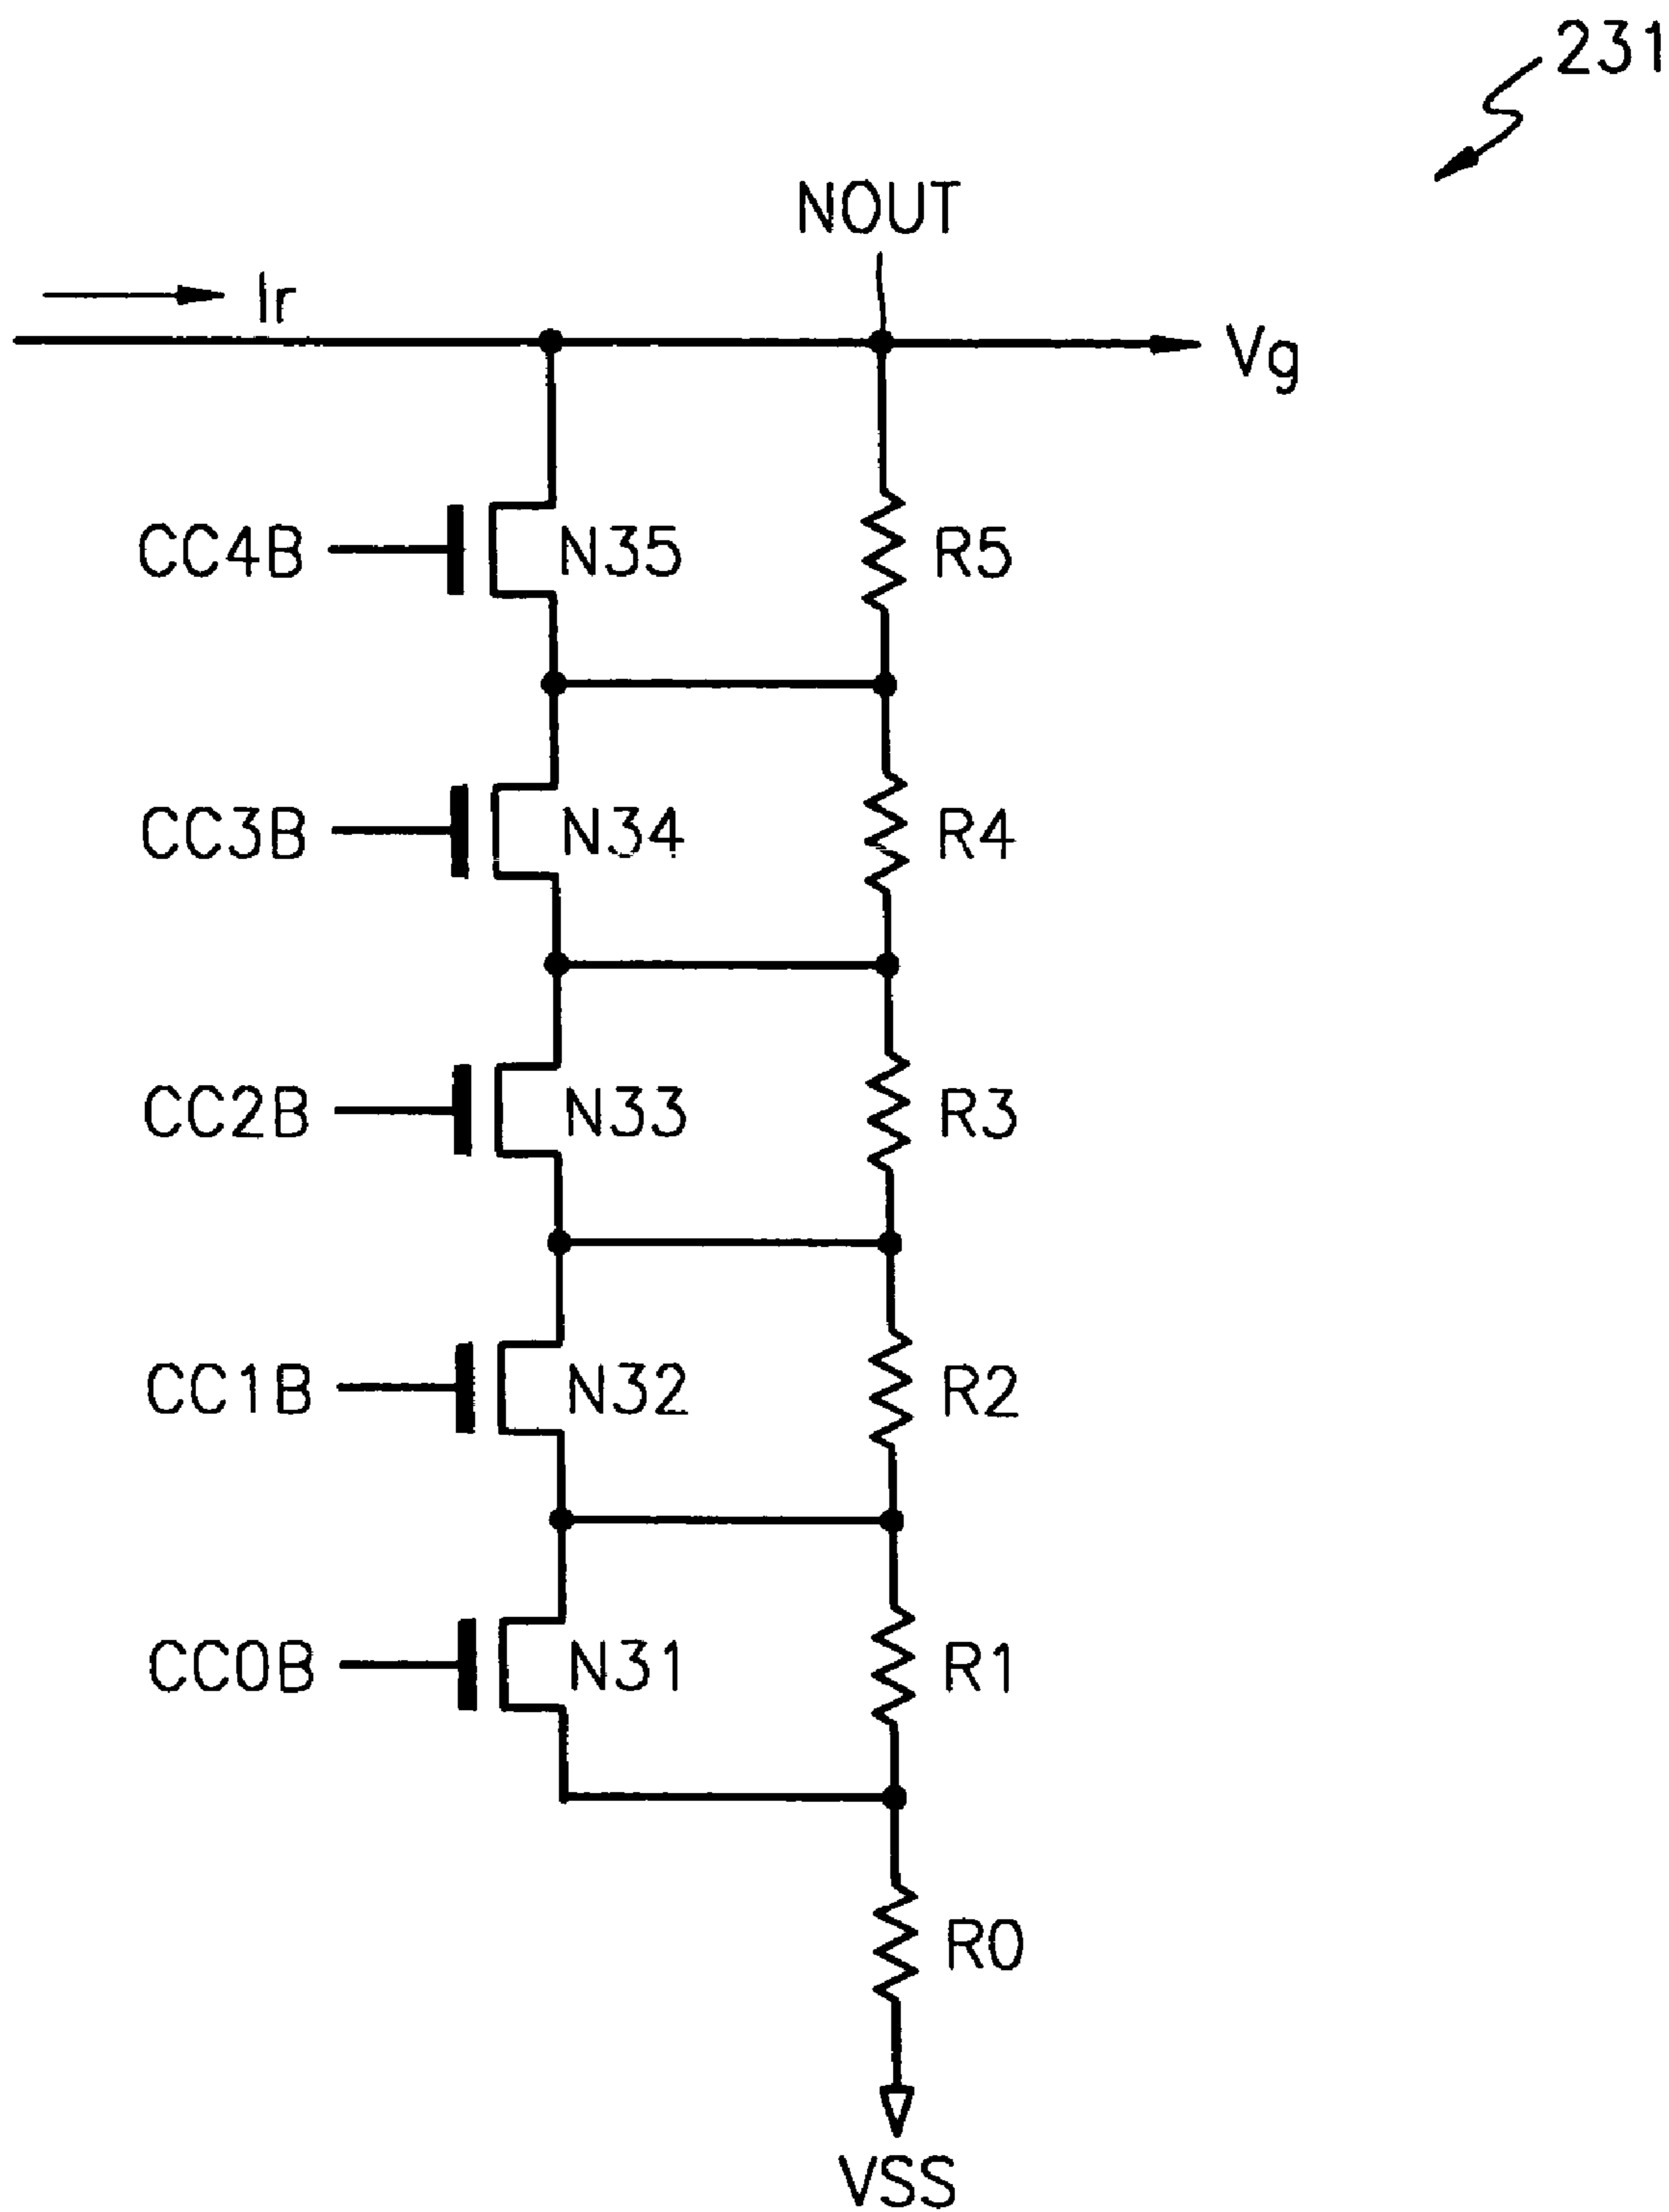 231
NOUT
Ir
Vg
CC4B N35 R5
CC3B N34 R4
CC2B N33 R3
CC1B N32 R2
CC0B N31 R1
R0
VSS